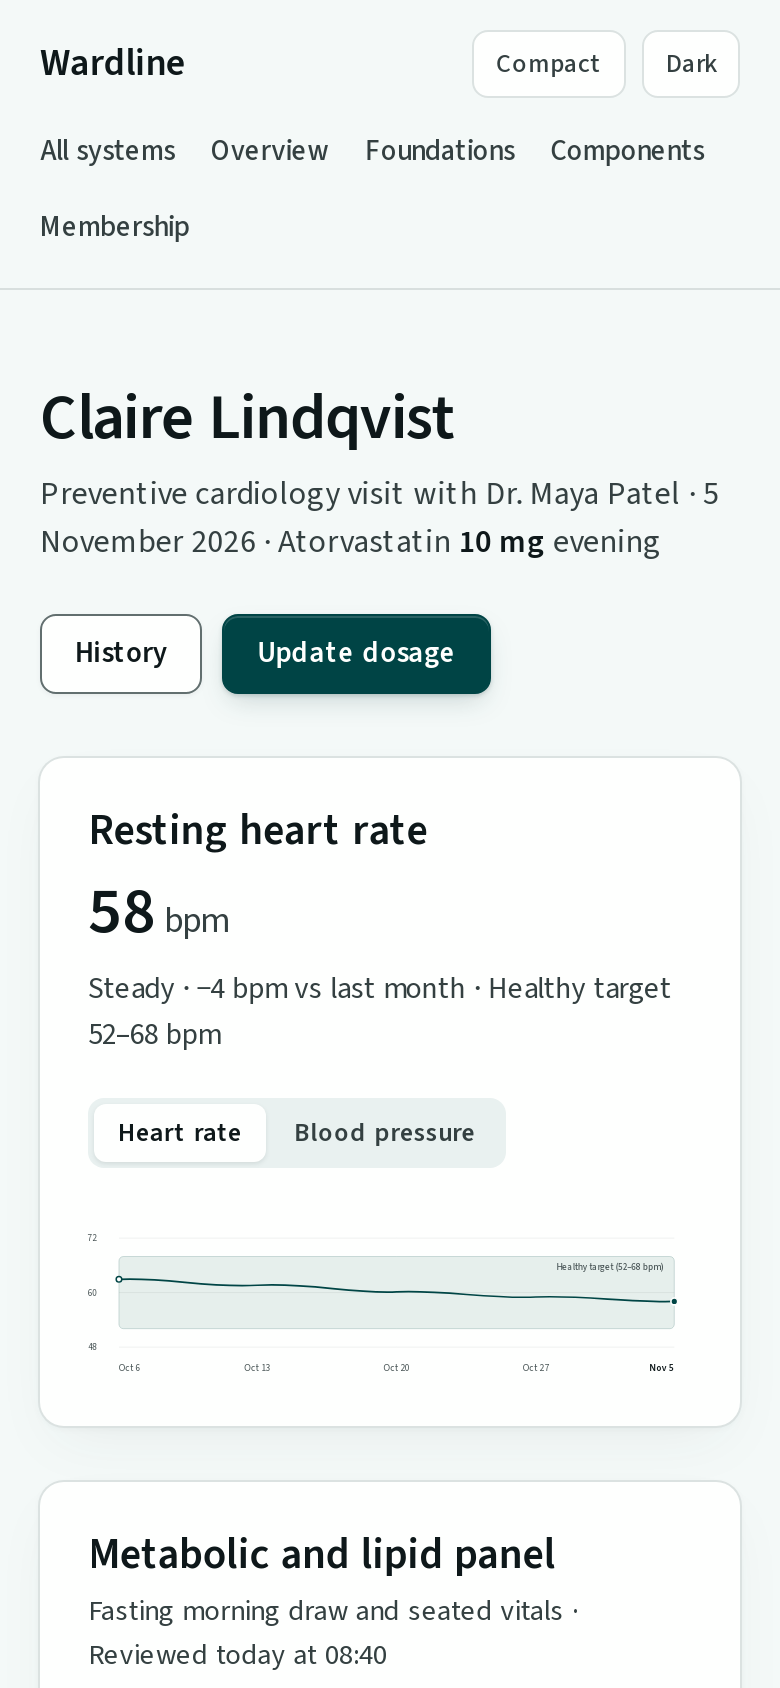 Wardline
Compact
Dark
All systems
Overview
Foundations
Components
Membership
Claire Lindqvist
Preventive cardiology visit with Dr. Maya Patel · 5
November 2026 · Atorvastatin 10 mg evening
History
Update dosage
Resting heart rate
58 bpm
Steady · −4 bpm vs last month · Healthy target
52–68 bpm
Heart rate
Blood pressure
72
Healthy target (52–68 bpm)
60
48
Oct 6
Oct 13
Oct 20
Oct 27
Nov 5
Metabolic and lipid panel
Fasting morning draw and seated vitals ·
Reviewed today at 08:40